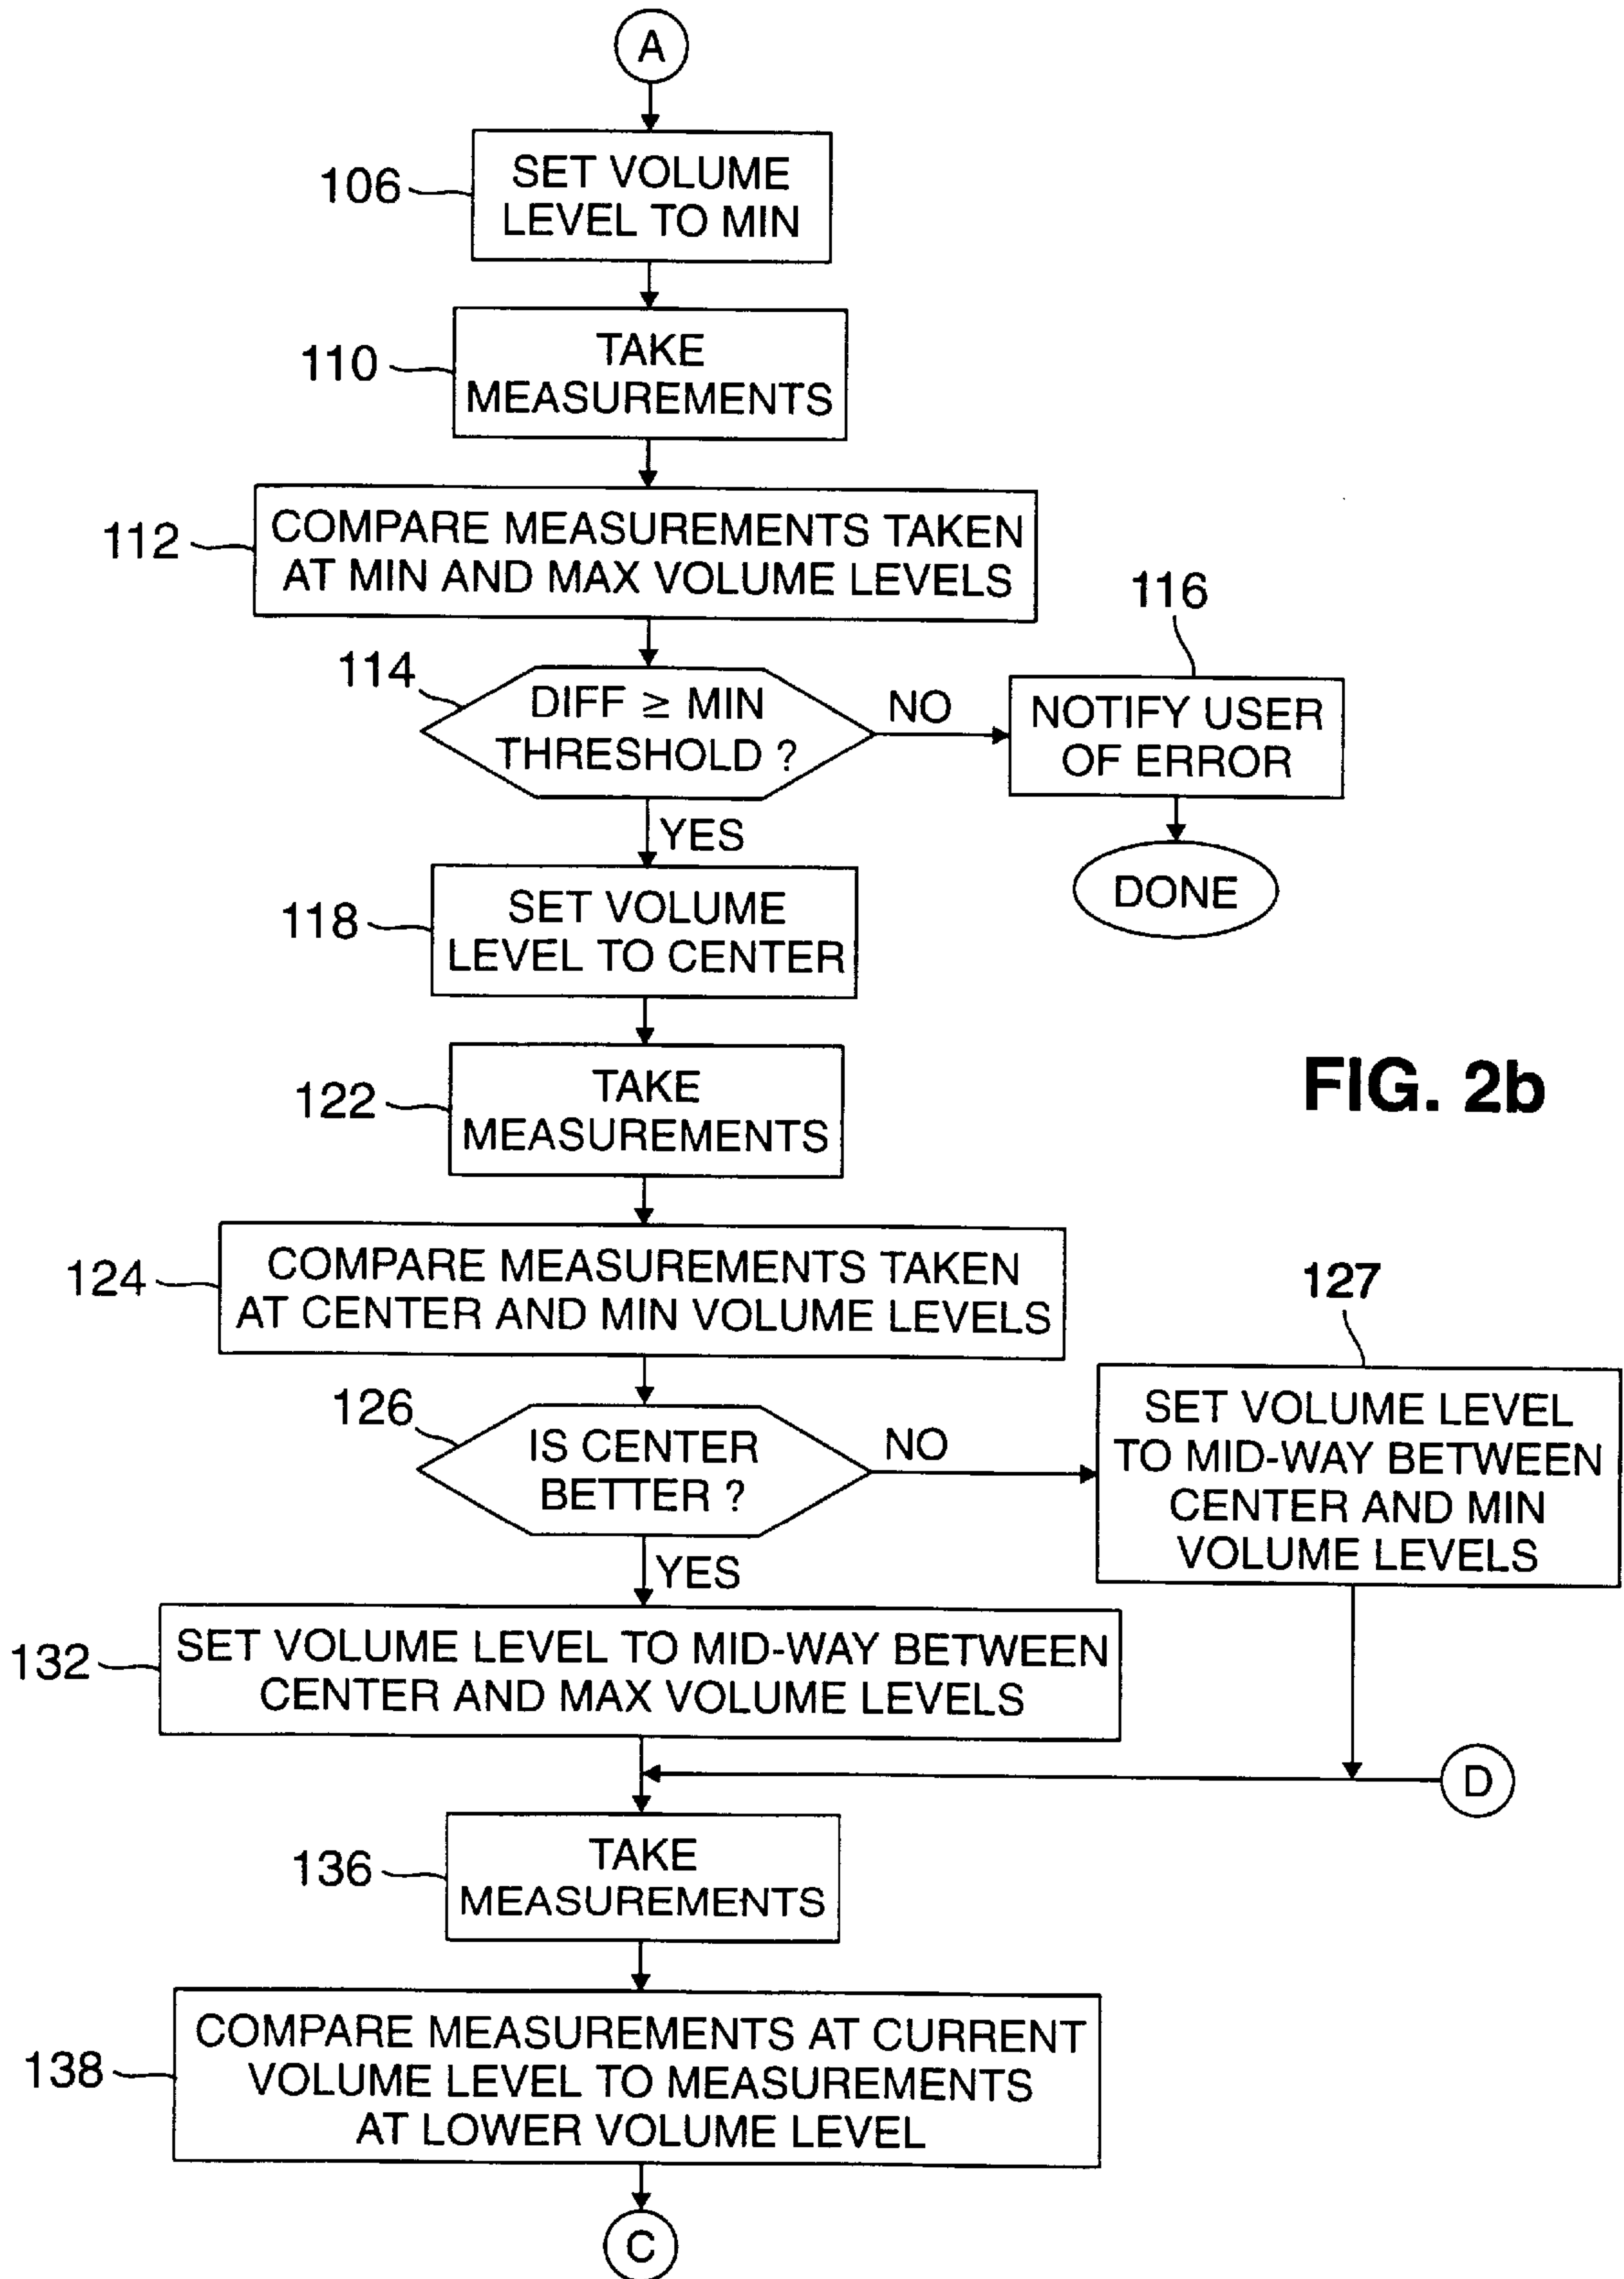 A
106
SET VOLUME
LEVEL TO MIN
110
TAKE
MEASUREMENTS
112
COMPARE MEASUREMENTS TAKEN
AT MIN AND MAX VOLUME LEVELS
114
DIFF ≥ MIN
THRESHOLD ?
NO
116
NOTIFY USER
OF ERROR
DONE
YES
118
SET VOLUME
LEVEL TO CENTER
122
TAKE
MEASUREMENTS
FIG. 2b
124
COMPARE MEASUREMENTS TAKEN
AT CENTER AND MIN VOLUME LEVELS
126
IS CENTER
BETTER ?
NO
127
SET VOLUME LEVEL
TO MID-WAY BETWEEN
CENTER AND MIN
VOLUME LEVELS
YES
132
SET VOLUME LEVEL TO MID-WAY BETWEEN
CENTER AND MAX VOLUME LEVELS
D
136
TAKE
MEASUREMENTS
138
COMPARE MEASUREMENTS AT CURRENT
VOLUME LEVEL TO MEASUREMENTS
AT LOWER VOLUME LEVEL
C